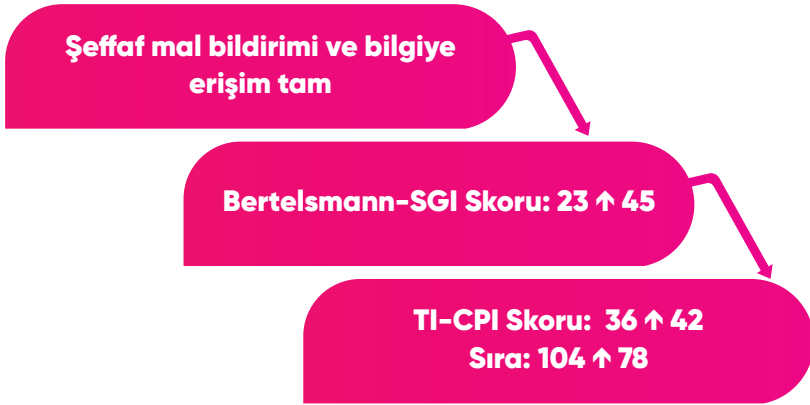 Şeffaf mal bildirimi ve bilgiye
erişim tam
Bertelsmann-SGI Skoru: 23 ↑ 45
TI-CPI Skoru: 36 ↑ 42
Sıra: 104 ↑ 78